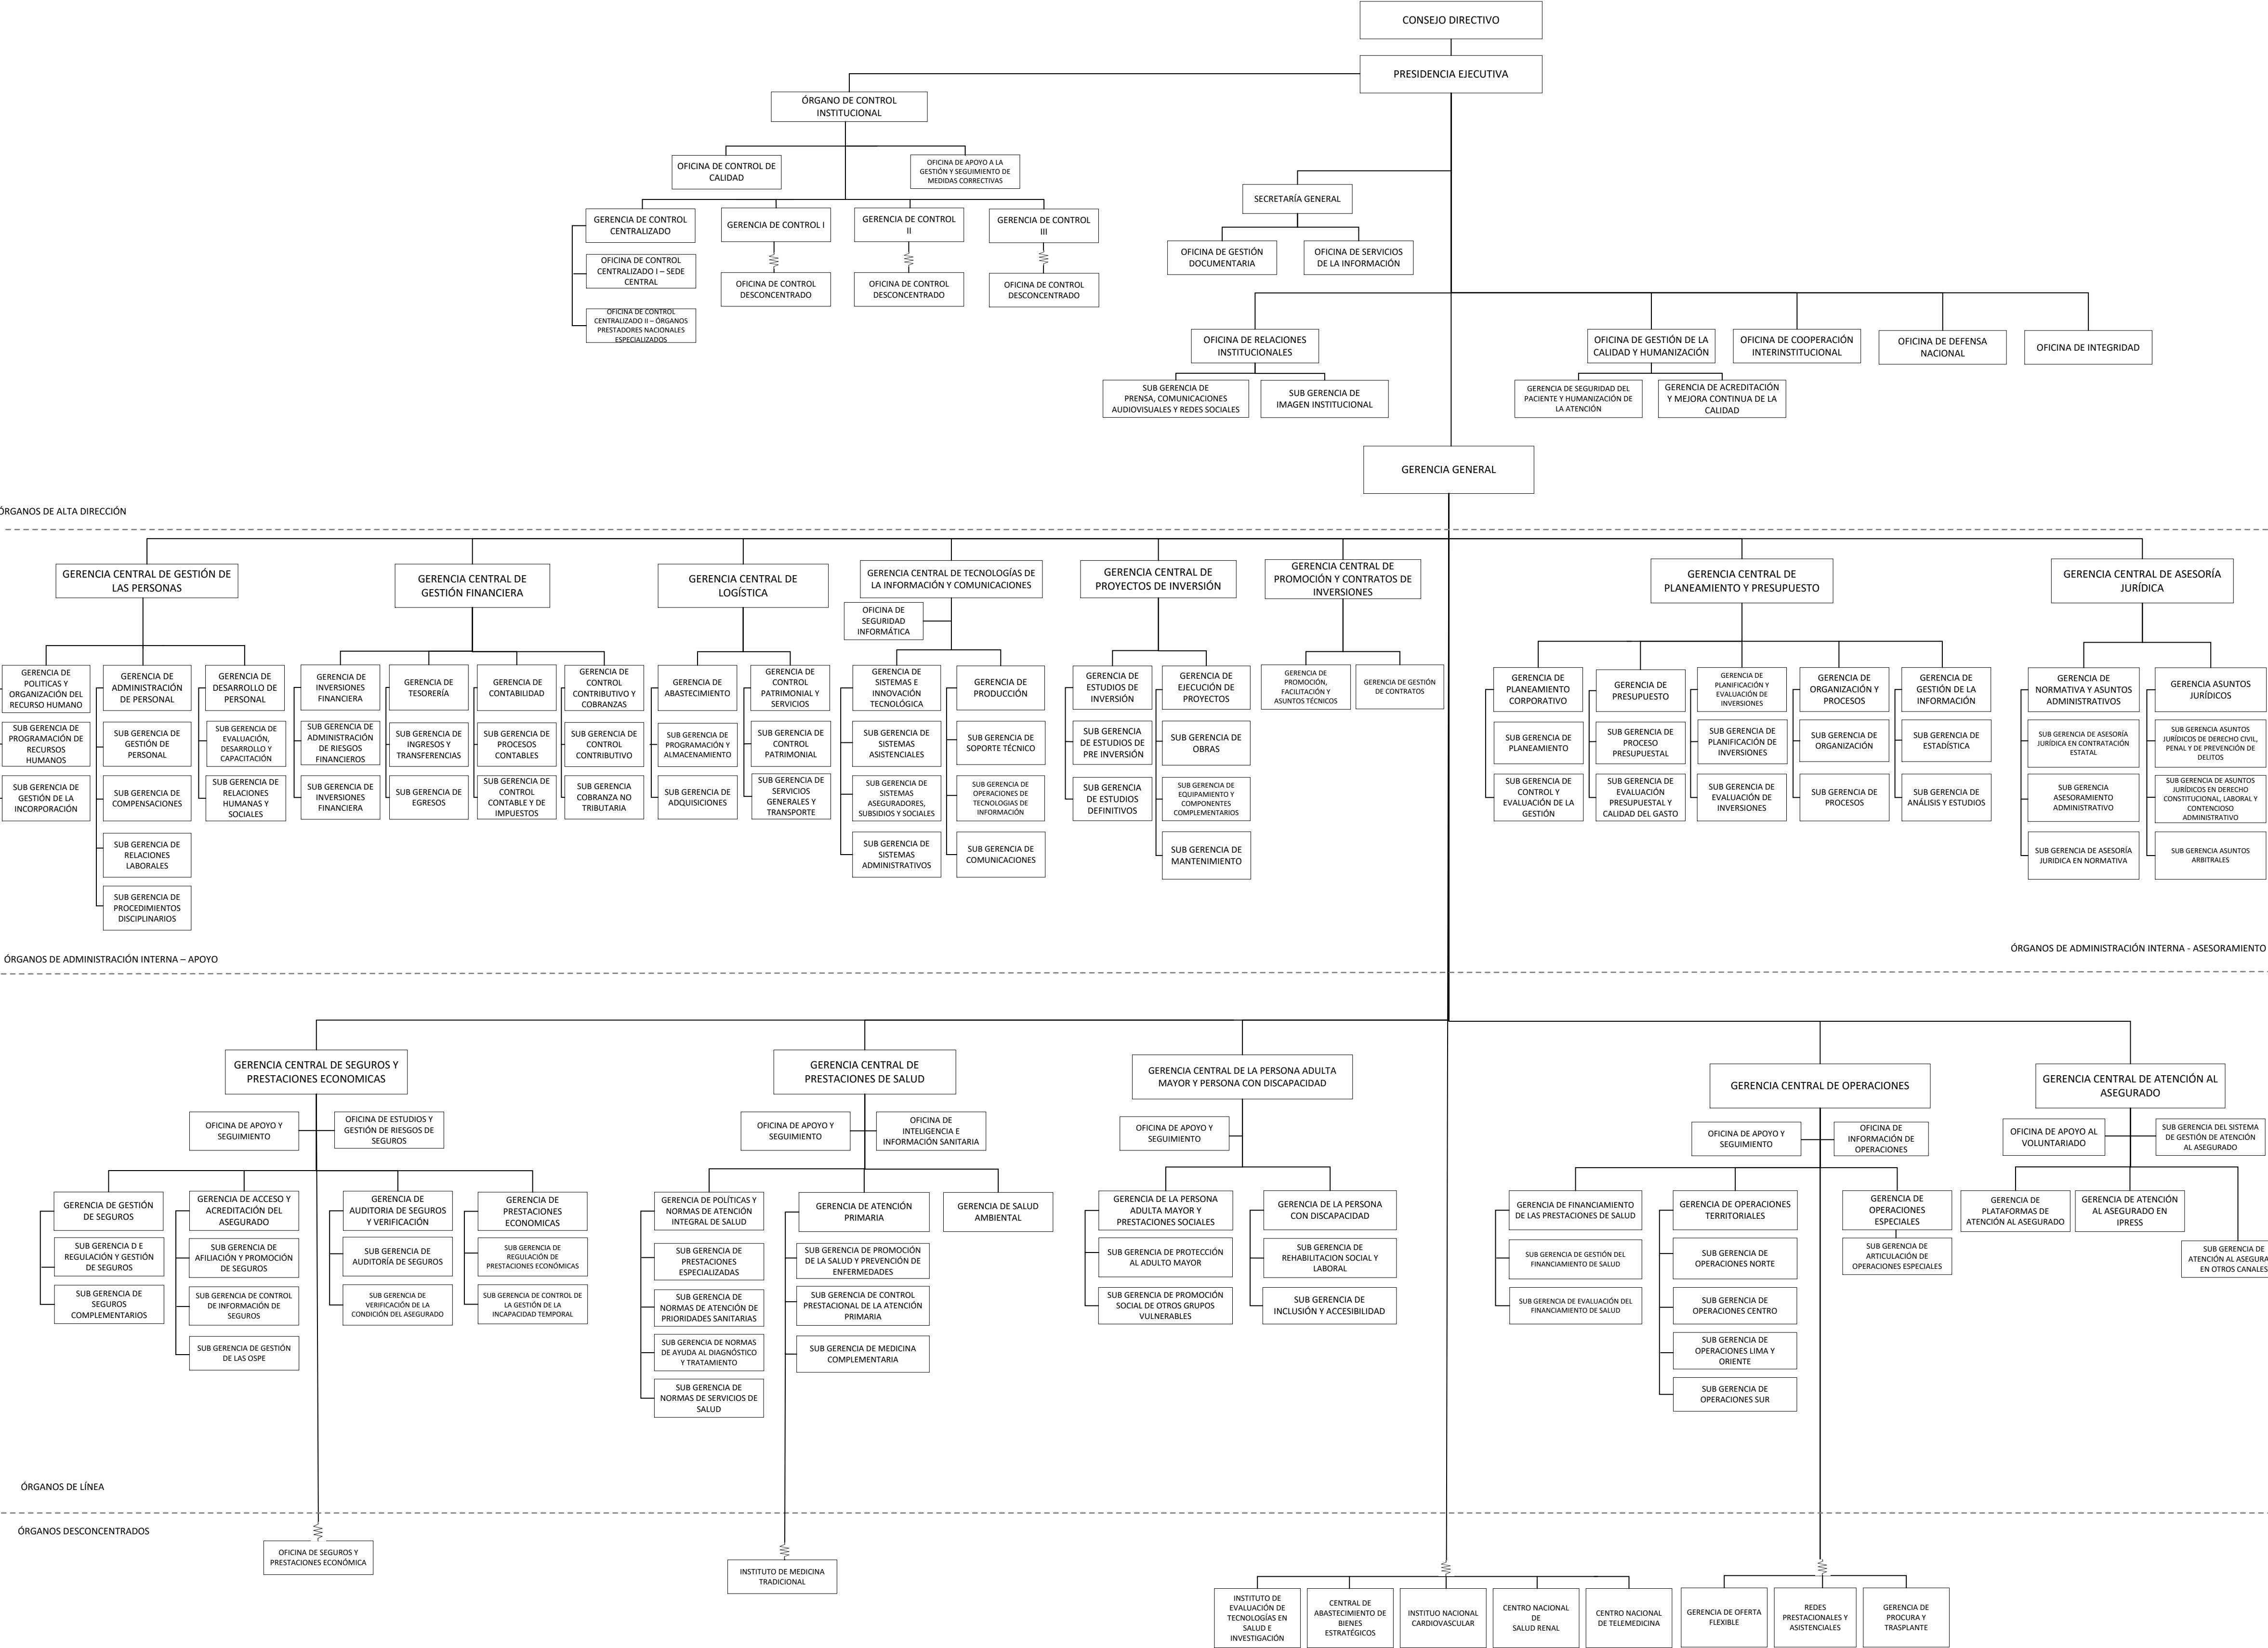 CONSEJO DIRECTIVO
PRESIDENCIA EJECUTIVA
ÓRGANO DE CONTROL
INSTITUCIONAL
OFICINA DE CONTROL DE
CALIDAD
OFICINA DE APOYO A LA
GESTIÓN Y SEGUIMIENTO DE
MEDIDAS CORRECTIVAS
GERENCIA DE CONTROL
CENTRALIZADO
OFICINA DE CONTROL
CENTRALIZADO I – SEDE
CENTRAL
OFICINA DE CONTROL
CENTRALIZADO II – ÓRGANOS
PRESTADORES NACIONALES
ESPECIALIZADOS
GERENCIA DE CONTROL I
OFICINA DE CONTROL
DESCONCENTRADO
GERENCIA DE CONTROL
II
OFICINA DE CONTROL
DESCONCENTRADO
GERENCIA DE CONTROL
III
OFICINA DE CONTROL
DESCONCENTRADO
SECRETARÍA GENERAL
OFICINA DE GESTIÓN
DOCUMENTARIA
OFICINA DE SERVICIOS
DE LA INFORMACIÓN
OFICINA DE RELACIONES
INSTITUCIONALES
SUB GERENCIA DE
PRENSA, COMUNICACIONES
AUDIOVISUALES Y REDES SOCIALES
SUB GERENCIA DE
IMAGEN INSTITUCIONAL
OFICINA DE GESTIÓN DE LA
CALIDAD Y HUMANIZACIÓN
GERENCIA DE SEGURIDAD DEL
PACIENTE Y HUMANIZACIÓN DE
LA ATENCIÓN
GERENCIA DE ACREDITACIÓN
Y MEJORA CONTINUA DE LA
CALIDAD
OFICINA DE COOPERACIÓN
INTERINSTITUCIONAL
OFICINA DE DEFENSA
NACIONAL
OFICINA DE INTEGRIDAD
GERENCIA GENERAL
ÓRGANOS DE ALTA DIRECCIÓN
GERENCIA CENTRAL DE GESTIÓN DE
LAS PERSONAS
GERENCIA DE
POLITICAS Y
ORGANIZACIÓN DEL
RECURSO HUMANO
SUB GERENCIA DE
PROGRAMACIÓN DE
RECURSOS
HUMANOS
SUB GERENCIA DE
GESTIÓN DE LA
INCORPORACIÓN
GERENCIA DE
ADMINISTRACIÓN
DE PERSONAL
SUB GERENCIA DE
GESTIÓN DE
PERSONAL
SUB GERENCIA DE
COMPENSACIONES
SUB GERENCIA DE
RELACIONES
LABORALES
SUB GERENCIA DE
PROCEDIMIENTOS
DISCIPLINARIOS
GERENCIA DE
DESARROLLO DE
PERSONAL
SUB GERENCIA DE
EVALUACIÓN,
DESARROLLO Y
CAPACITACIÓN
SUB GERENCIA DE
RELACIONES
HUMANAS Y
SOCIALES
GERENCIA CENTRAL DE
GESTIÓN FINANCIERA
GERENCIA DE
INVERSIONES
FINANCIERA
SUB GERENCIA DE
ADMINISTRACIÓN
DE RIESGOS
FINANCIEROS
SUB GERENCIA DE
INVERSIONES
FINANCIERA
GERENCIA DE
TESORERÍA
SUB GERENCIA DE
INGRESOS Y
TRANSFERENCIAS
SUB GERENCIA DE
EGRESOS
GERENCIA DE
CONTABILIDAD
SUB GERENCIA DE
PROCESOS
CONTABLES
SUB GERENCIA DE
CONTROL
CONTABLE Y DE
IMPUESTOS
GERENCIA DE
CONTROL
CONTRIBUTIVO Y
COBRANZAS
SUB GERENCIA DE
CONTROL
CONTRIBUTIVO
SUB GERENCIA
COBRANZA NO
TRIBUTARIA
GERENCIA CENTRAL DE
LOGÍSTICA
GERENCIA DE
ABASTECIMIENTO
SUB GERENCIA DE
PROGRAMACIÓN Y
ALMACENAMIENTO
SUB GERENCIA DE
ADQUISICIONES
GERENCIA DE
CONTROL
PATRIMONIAL Y
SERVICIOS
SUB GERENCIA DE
CONTROL
PATRIMONIAL
SUB GERENCIA DE
SERVICIOS
GENERALES Y
TRANSPORTE
GERENCIA CENTRAL DE TECNOLOGÍAS DE
LA INFORMACIÓN Y COMUNICACIONES
OFICINA DE
SEGURIDAD
INFORMÁTICA
GERENCIA DE
SISTEMAS E
INNOVACIÓN
TECNOLÓGICA
SUB GERENCIA DE
SISTEMAS
ASISTENCIALES
SUB GERENCIA DE
SISTEMAS
ASEGURADORES,
SUBSIDIOS Y SOCIALES
SUB GERENCIA DE
SISTEMAS
ADMINISTRATIVOS
GERENCIA DE
PRODUCCIÓN
SUB GERENCIA DE
SOPORTE TÉCNICO
SUB GERENCIA DE
OPERACIONES DE
TECNOLOGIAS DE
INFORMACIÓN
SUB GERENCIA DE
COMUNICACIONES
GERENCIA CENTRAL DE
PROYECTOS DE INVERSIÓN
GERENCIA DE
ESTUDIOS DE
INVERSIÓN
SUB GERENCIA
DE ESTUDIOS DE
PRE INVERSIÓN
SUB GERENCIA
DE ESTUDIOS
DEFINITIVOS
GERENCIA DE
EJECUCIÓN DE
PROYECTOS
SUB GERENCIA DE
OBRAS
SUB GERENCIA DE
EQUIPAMIENTO Y
COMPONENTES
COMPLEMENTARIOS
SUB GERENCIA DE
MANTENIMIENTO
GERENCIA CENTRAL DE
PROMOCIÓN Y CONTRATOS DE
INVERSIONES
GERENCIA DE
PROMOCIÓN,
FACILITACIÓN Y
ASUNTOS TÉCNICOS
GERENCIA DE GESTIÓN
DE CONTRATOS
GERENCIA CENTRAL DE
PLANEAMIENTO Y PRESUPUESTO
GERENCIA DE
PLANEAMIENTO
CORPORATIVO
SUB GERENCIA DE
PLANEAMIENTO
SUB GERENCIA DE
CONTROL Y
EVALUACIÓN DE LA
GESTIÓN
GERENCIA DE
PRESUPUESTO
SUB GERENCIA DE
PROCESO
PRESUPUESTAL
SUB GERENCIA DE
EVALUACIÓN
PRESUPUESTAL Y
CALIDAD DEL GASTO
GERENCIA DE
PLANIFICACIÓN Y
EVALUACIÓN DE
INVERSIONES
SUB GERENCIA DE
PLANIFICACIÓN DE
INVERSIONES
SUB GERENCIA DE
EVALUACIÓN DE
INVERSIONES
GERENCIA DE
ORGANIZACIÓN Y
PROCESOS
SUB GERENCIA DE
ORGANIZACIÓN
SUB GERENCIA DE
PROCESOS
GERENCIA DE
GESTIÓN DE LA
INFORMACIÓN
SUB GERENCIA DE
ESTADÍSTICA
SUB GERENCIA DE
ANÁLISIS Y ESTUDIOS
GERENCIA CENTRAL DE ASESORÍA
JURÍDICA
GERENCIA DE
NORMATIVA Y ASUNTOS
ADMINISTRATIVOS
SUB GERENCIA DE ASESORÍA
JURÍDICA EN CONTRATACIÓN
ESTATAL
SUB GERENCIA
ASESORAMIENTO
ADMINISTRATIVO
SUB GERENCIA DE ASESORÍA
JURIDICA EN NORMATIVA
GERENCIA ASUNTOS
JURÍDICOS
SUB GERENCIA ASUNTOS
JURÍDICOS DE DERECHO CIVIL,
PENAL Y DE PREVENCIÓN DE
DELITOS
SUB GERENCIA DE ASUNTOS
JURÍDICOS EN DERECHO
CONSTITUCIONAL, LABORAL Y
CONTENCIOSO
ADMINISTRATIVO
SUB GERENCIA ASUNTOS
ARBITRALES
ÓRGANOS DE ADMINISTRACIÓN INTERNA – APOYO
ÓRGANOS DE ADMINISTRACIÓN INTERNA - ASESORAMIENTO
GERENCIA CENTRAL DE SEGUROS Y
PRESTACIONES ECONOMICAS
OFICINA DE APOYO Y
SEGUIMIENTO
OFICINA DE ESTUDIOS Y
GESTIÓN DE RIESGOS DE
SEGUROS
GERENCIA DE GESTIÓN
DE SEGUROS
SUB GERENCIA D E
REGULACIÓN Y GESTIÓN
DE SEGUROS
SUB GERENCIA DE
SEGUROS
COMPLEMENTARIOS
GERENCIA DE ACCESO Y
ACREDITACIÓN DEL
ASEGURADO
SUB GERENCIA DE
AFILIACIÓN Y PROMOCIÓN
DE SEGUROS
SUB GERENCIA DE CONTROL
DE INFORMACIÓN DE
SEGUROS
SUB GERENCIA DE GESTIÓN
DE LAS OSPE
GERENCIA DE
AUDITORIA DE SEGUROS
Y VERIFICACIÓN
SUB GERENCIA DE
AUDITORÍA DE SEGUROS
SUB GERENCIA DE
VERIFICACIÓN DE LA
CONDICIÓN DEL ASEGURADO
GERENCIA DE
PRESTACIONES
ECONOMICAS
SUB GERENCIA DE
REGULACIÓN DE
PRESTACIONES ECONÓMICAS
SUB GERENCIA DE CONTROL DE
LA GESTIÓN DE LA
INCAPACIDAD TEMPORAL
GERENCIA CENTRAL DE
PRESTACIONES DE SALUD
OFICINA DE APOYO Y
SEGUIMIENTO
OFICINA DE
INTELIGENCIA E
INFORMACIÓN SANITARIA
GERENCIA DE POLÍTICAS Y
NORMAS DE ATENCIÓN
INTEGRAL DE SALUD
SUB GERENCIA DE
PRESTACIONES
ESPECIALIZADAS
SUB GERENCIA DE
NORMAS DE ATENCIÓN DE
PRIORIDADES SANITARIAS
SUB GERENCIA DE NORMAS
DE AYUDA AL DIAGNÓSTICO
Y TRATAMIENTO
SUB GERENCIA DE
NORMAS DE SERVICIOS DE
SALUD
GERENCIA DE ATENCIÓN
PRIMARIA
SUB GERENCIA DE PROMOCIÓN
DE LA SALUD Y PREVENCIÓN DE
ENFERMEDADES
SUB GERENCIA DE CONTROL
PRESTACIONAL DE LA ATENCIÓN
PRIMARIA
SUB GERENCIA DE MEDICINA
COMPLEMENTARIA
GERENCIA DE SALUD
AMBIENTAL
GERENCIA CENTRAL DE LA PERSONA ADULTA
MAYOR Y PERSONA CON DISCAPACIDAD
OFICINA DE APOYO Y
SEGUIMIENTO
GERENCIA DE LA PERSONA
ADULTA MAYOR Y
PRESTACIONES SOCIALES
SUB GERENCIA DE PROTECCIÓN
AL ADULTO MAYOR
SUB GERENCIA DE PROMOCIÓN
SOCIAL DE OTROS GRUPOS
VULNERABLES
GERENCIA DE LA PERSONA
CON DISCAPACIDAD
SUB GERENCIA DE
REHABILITACION SOCIAL Y
LABORAL
SUB GERENCIA DE
INCLUSIÓN Y ACCESIBILIDAD
GERENCIA CENTRAL DE OPERACIONES
OFICINA DE APOYO Y
SEGUIMIENTO
OFICINA DE
INFORMACIÓN DE
OPERACIONES
GERENCIA DE FINANCIAMIENTO
DE LAS PRESTACIONES DE SALUD
SUB GERENCIA DE GESTIÓN DEL
FINANCIAMIENTO DE SALUD
SUB GERENCIA DE EVALUACIÓN DEL
FINANCIAMIENTO DE SALUD
GERENCIA DE OPERACIONES
TERRITORIALES
SUB GERENCIA DE
OPERACIONES NORTE
SUB GERENCIA DE
OPERACIONES CENTRO
SUB GERENCIA DE
OPERACIONES LIMA Y
ORIENTE
SUB GERENCIA DE
OPERACIONES SUR
GERENCIA DE
OPERACIONES
ESPECIALES
SUB GERENCIA DE
ARTICULACIÓN DE
OPERACIONES ESPECIALES
GERENCIA CENTRAL DE ATENCIÓN AL
ASEGURADO
OFICINA DE APOYO AL
VOLUNTARIADO
SUB GERENCIA DEL SISTEMA
DE GESTIÓN DE ATENCIÓN
AL ASEGURADO
GERENCIA DE
PLATAFORMAS DE
ATENCIÓN AL ASEGURADO
GERENCIA DE ATENCIÓN
AL ASEGURADO EN
IPRESS
SUB GERENCIA DE
ATENCIÓN AL ASEGURA
EN OTROS CANALES
ÓRGANOS DE LÍNEA
ÓRGANOS DESCONCENTRADOS
OFICINA DE SEGUROS Y
PRESTACIONES ECONÓMICA
INSTITUTO DE MEDICINA
TRADICIONAL
INSTITUTO DE
EVALUACIÓN DE
TECNOLOGÍAS EN
SALUD E
INVESTIGACIÓN
CENTRAL DE
ABASTECIMIENTO DE
BIENES
ESTRATÉGICOS
INSTITUO NACIONAL
CARDIOVASCULAR
CENTRO NACIONAL
DE
SALUD RENAL
CENTRO NACIONAL
DE TELEMEDICINA
GERENCIA DE OFERTA
FLEXIBLE
REDES
PRESTACIONALES Y
ASISTENCIALES
GERENCIA DE
PROCURA Y
TRASPLANTE